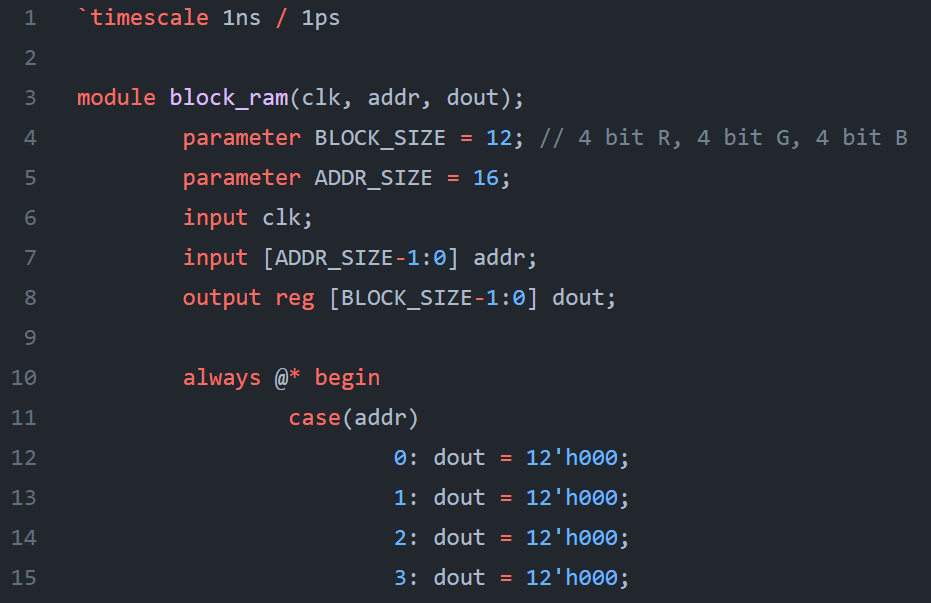 1 `timescale 1ns / 1ps
2
3 module block_ram(clk, addr, dout);
4 parameter BLOCK_SIZE = 12; // 4 bit R, 4 bit G, 4 bit B
5 parameter ADDR_SIZE = 16;
6 input clk;
7 input [ADDR_SIZE-1:0] addr;
8 output reg [BLOCK_SIZE-1:0] dout;
9
10 always @* begin
11 case(addr)
12 0: dout = 12'h000;
13 1: dout = 12'h000;
14 2: dout = 12'h000;
15 3: dout = 12'h000;